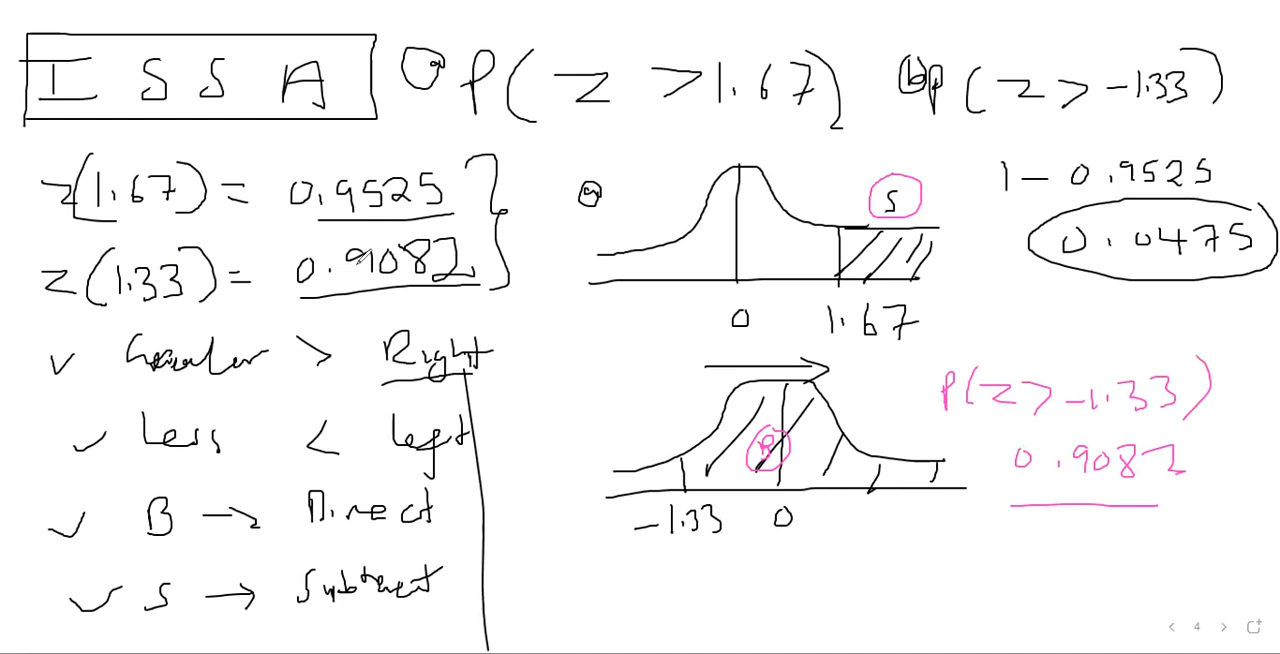 I S S A
(a) P(Z > 1.67)
(b) P(Z > -1.33)
Z(1.67) = 0.9525
Z(1.33) = 0.9082
✓ Greater > Right
✓ Less < Left
✓ B → Direct
✓ S → Subtract
(a)
S
0 1.67
1 - 0.9525
0.0475
B
-1.33 0
P(Z > -1.33)
0.9082
< 4 >